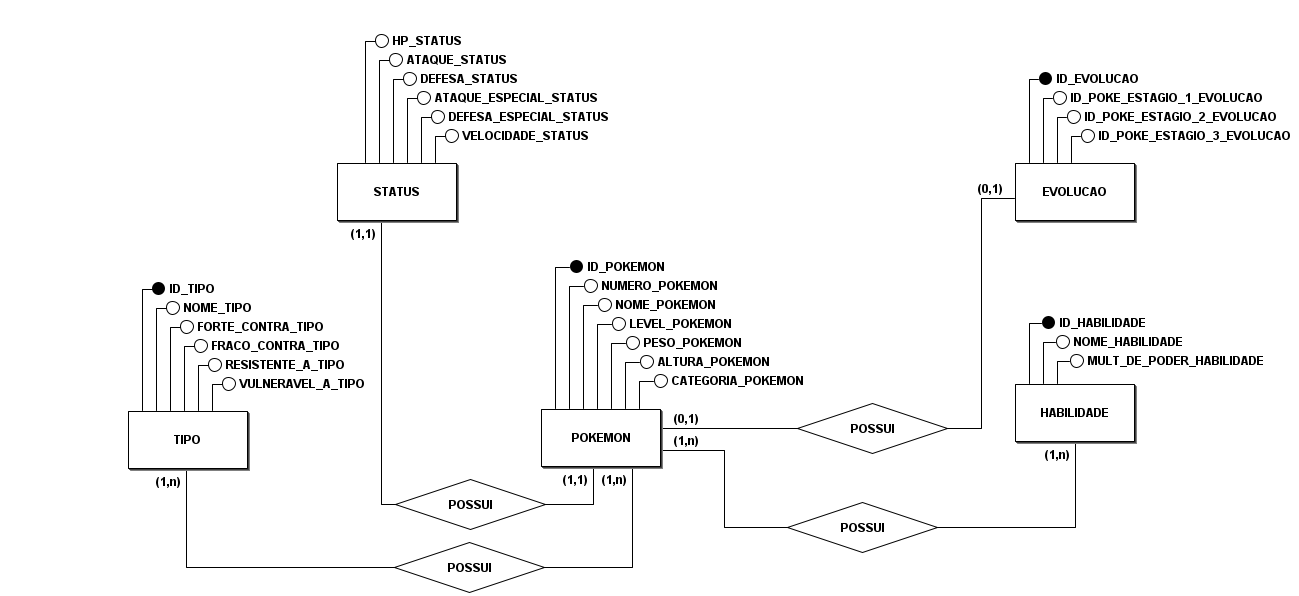 HP_STATUS
ATAQUE_STATUS
DEFESA_STATUS
ATAQUE_ESPECIAL_STATUS
DEFESA_ESPECIAL_STATUS
VELOCIDADE_STATUS
STATUS
(1,1)
ID_EVOLUCAO
ID_POKE_ESTAGIO_1_EVOLUCAO
ID_POKE_ESTAGIO_2_EVOLUCAO
ID_POKE_ESTAGIO_3_EVOLUCAO
(0,1)
EVOLUCAO
ID_TIPO
NOME_TIPO
FORTE_CONTRA_TIPO
FRACO_CONTRA_TIPO
RESISTENTE_A_TIPO
VULNERAVEL_A_TIPO
TIPO
(1,n)
ID_POKEMON
NUMERO_POKEMON
NOME_POKEMON
LEVEL_POKEMON
PESO_POKEMON
ALTURA_POKEMON
CATEGORIA_POKEMON
POKEMON
(0,1)
(1,n)
(1,1)
(1,n)
ID_HABILIDADE
NOME_HABILIDADE
MULT_DE_PODER_HABILIDADE
HABILIDADE
(1,n)
POSSUI
POSSUI
POSSUI
POSSUI